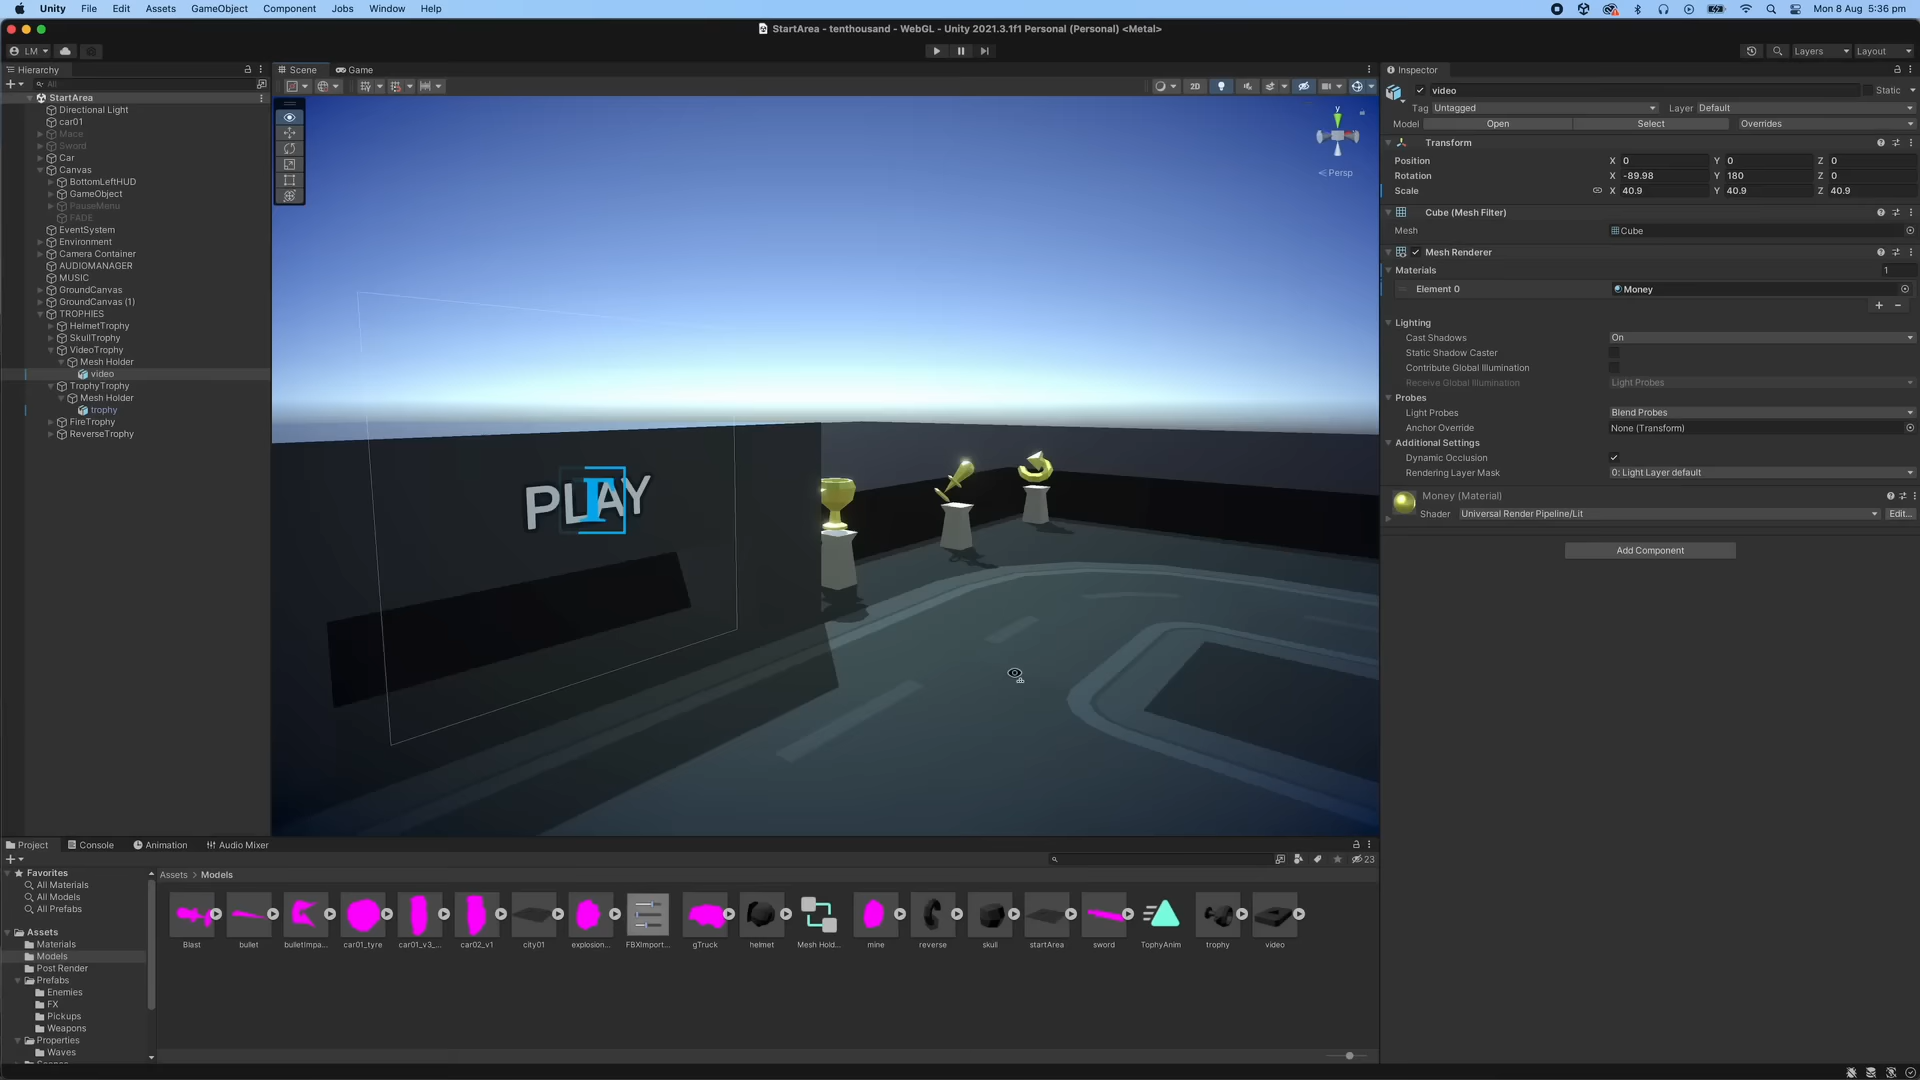 Unity File Edit Assets GameObject Component Jobs Window Help Mon 8 Aug 5:36 pm
StartArea - tenthousand - WebGL - Unity 2021.3.1f1 Personal (Personal) <Metal>
LM Layers Layout
Hierarchy
All
StartArea
Directional Light
car01
Mace
Sword
Car
Canvas
BottomLeftHUD
GameObject
PauseMenu
FADE
EventSystem
Environment
Camera Container
AUDIOMANAGER
MUSIC
GroundCanvas
GroundCanvas (1)
TROPHIES
HelmetTrophy
SkullTrophy
VideoTrophy
Mesh Holder
video
TrophyTrophy
Mesh Holder
trophy
FireTrophy
ReverseTrophy
Scene Game
2D
y
Persp
PLAY
Inspector
video Static
Tag Untagged Layer Default
Model Open Select Overrides
Transform
Position X 0 Y 0 Z 0
Rotation X -89.98 Y 180 Z 0
Scale X 40.9 Y 40.9 Z 40.9
Cube (Mesh Filter)
Mesh Cube
Mesh Renderer
Materials 1
Element 0 Money
Lighting
Cast Shadows On
Static Shadow Caster
Contribute Global Illumination
Receive Global Illumination Light Probes
Probes
Light Probes Blend Probes
Anchor Override None (Transform)
Additional Settings
Dynamic Occlusion
Rendering Layer Mask 0: Light Layer default
Money (Material)
Shader Universal Render Pipeline/Lit Edit...
Add Component
Project Console Animation Audio Mixer
23
Favorites
All Materials
All Models
All Prefabs
Assets
Materials
Models
Post Render
Prefabs
Enemies
FX
Pickups
Weapons
Properties
Waves
Assets Models
Blast bullet bulletImpa... car01_tyre car01_v3_... car02_v1 city01 explosion... FBXImport... gTruck helmet Mesh Hold... mine reverse skull startArea sword TophyAnim trophy video